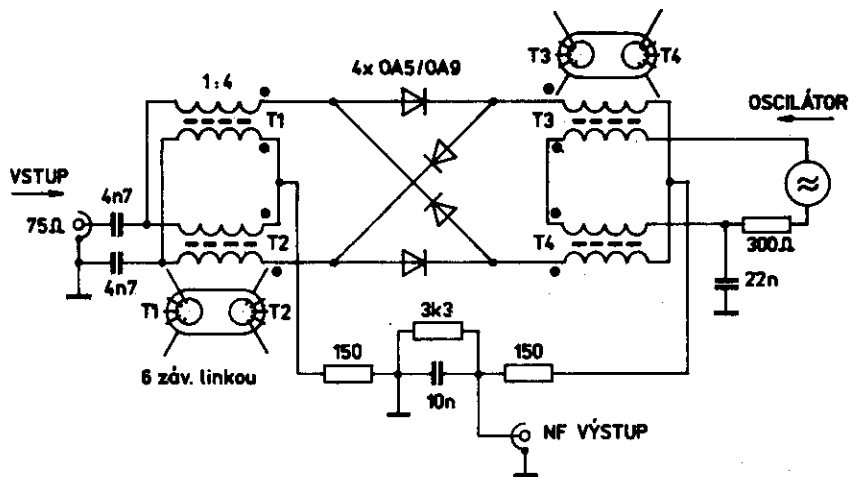 T3
T4
4x OA5/OA9
1:4
T1
T3
OSCILÁTOR
VSTUP
4n7
75Ω
T2
T4
300Ω
22n
4n7
T1
T2
3k3
6 záv. linkou
150
150
10n
NF VÝSTUP